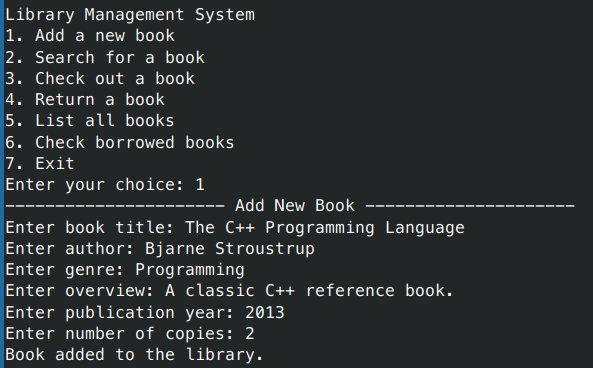 Library Management System
1. Add a new book
2. Search for a book
3. Check out a book
4. Return a book
5. List all books
6. Check borrowed books
7. Exit
Enter your choice: 1
---------------------- Add New Book ---------------------
Enter book title: The C++ Programming Language
Enter author: Bjarne Stroustrup
Enter genre: Programming
Enter overview: A classic C++ reference book.
Enter publication year: 2013
Enter number of copies: 2
Book added to the library.